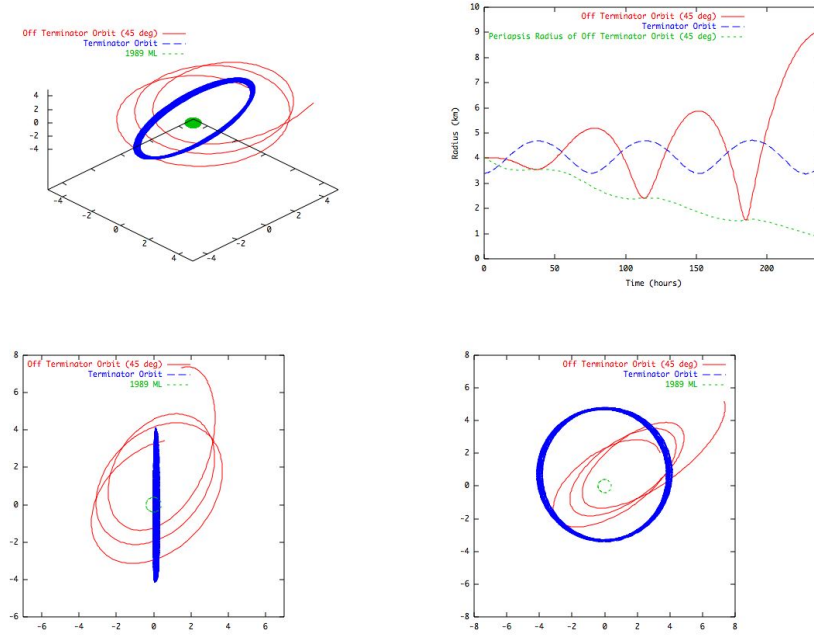 Off Terminator Orbit (45 deg)
Terminator Orbit
1989 ML
4
2
0
-2
-4
-4
-2
0
2
4
-4
-2
0
2
4
Off Terminator Orbit (45 deg)
Terminator Orbit
Periapsis Radius of Off Terminator Orbit (45 deg)
10
9
8
7
6
5
4
3
2
1
0
Radius (km)
0 50 100 150 200
Time (hours)
Off Terminator Orbit (45 deg)
Terminator Orbit
1989 ML
8
6
4
2
0
-2
-4
-6
-6 -4 -2 0 2 4 6
Off Terminator Orbit (45 deg)
Terminator Orbit
1989 ML
8
6
4
2
0
-2
-4
-6
-8
-8 -6 -4 -2 0 2 4 6 8